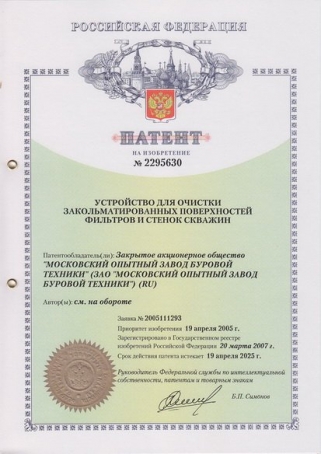 РОССИЙСКАЯ ФЕДЕРАЦИЯ
ПАТЕНТ
НА ИЗОБРЕТЕНИЕ
№ 2295630
УСТРОЙСТВО ДЛЯ ОЧИСТКИ
ЗАКОЛЬМАТИРОВАННЫХ ПОВЕРХНОСТЕЙ
ФИЛЬТРОВ И СТЕНОК СКВАЖИН
Патентообладатель(ли): Закрытое акционерное общество
"МОСКОВСКИЙ ОПЫТНЫЙ ЗАВОД БУРОВОЙ
ТЕХНИКИ" (ЗАО "МОСКОВСКИЙ ОПЫТНЫЙ ЗАВОД
БУРОВОЙ ТЕХНИКИ") (RU)
Автор(ы): см. на обороте
Заявка № 2005111293
Приоритет изобретения 19 апреля 2005 г.
Зарегистрировано в Государственном реестре
изобретений Российской Федерации 20 марта 2007 г.
Срок действия патента истекает 19 апреля 2025 г.
Руководитель Федеральной службы по интеллектуальной
собственности, патентам и товарным знакам
Б.П. Симонов